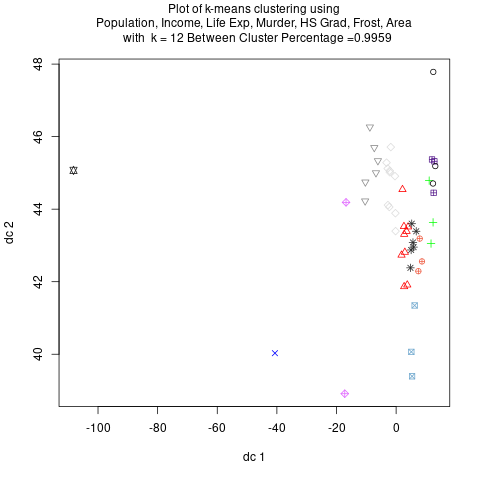 Plot of k-means clustering using
Population, Income, Life Exp, Murder, HS Grad, Frost, Area
with k = 12 Between Cluster Percentage =0.9959
48
46
44
42
40
dc 2
-100
-80
-60
-40
-20
0
dc 1